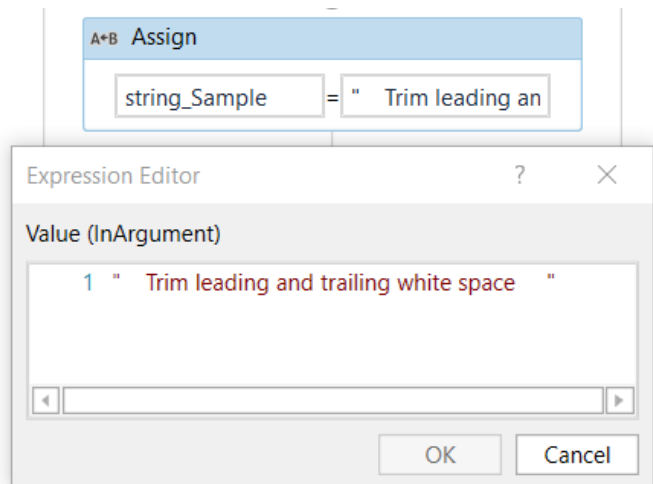 A←B Assign
string_Sample = "    Trim leading an
Expression Editor ?
Value (InArgument)
1 "    Trim leading and trailing white space    "
OK Cancel